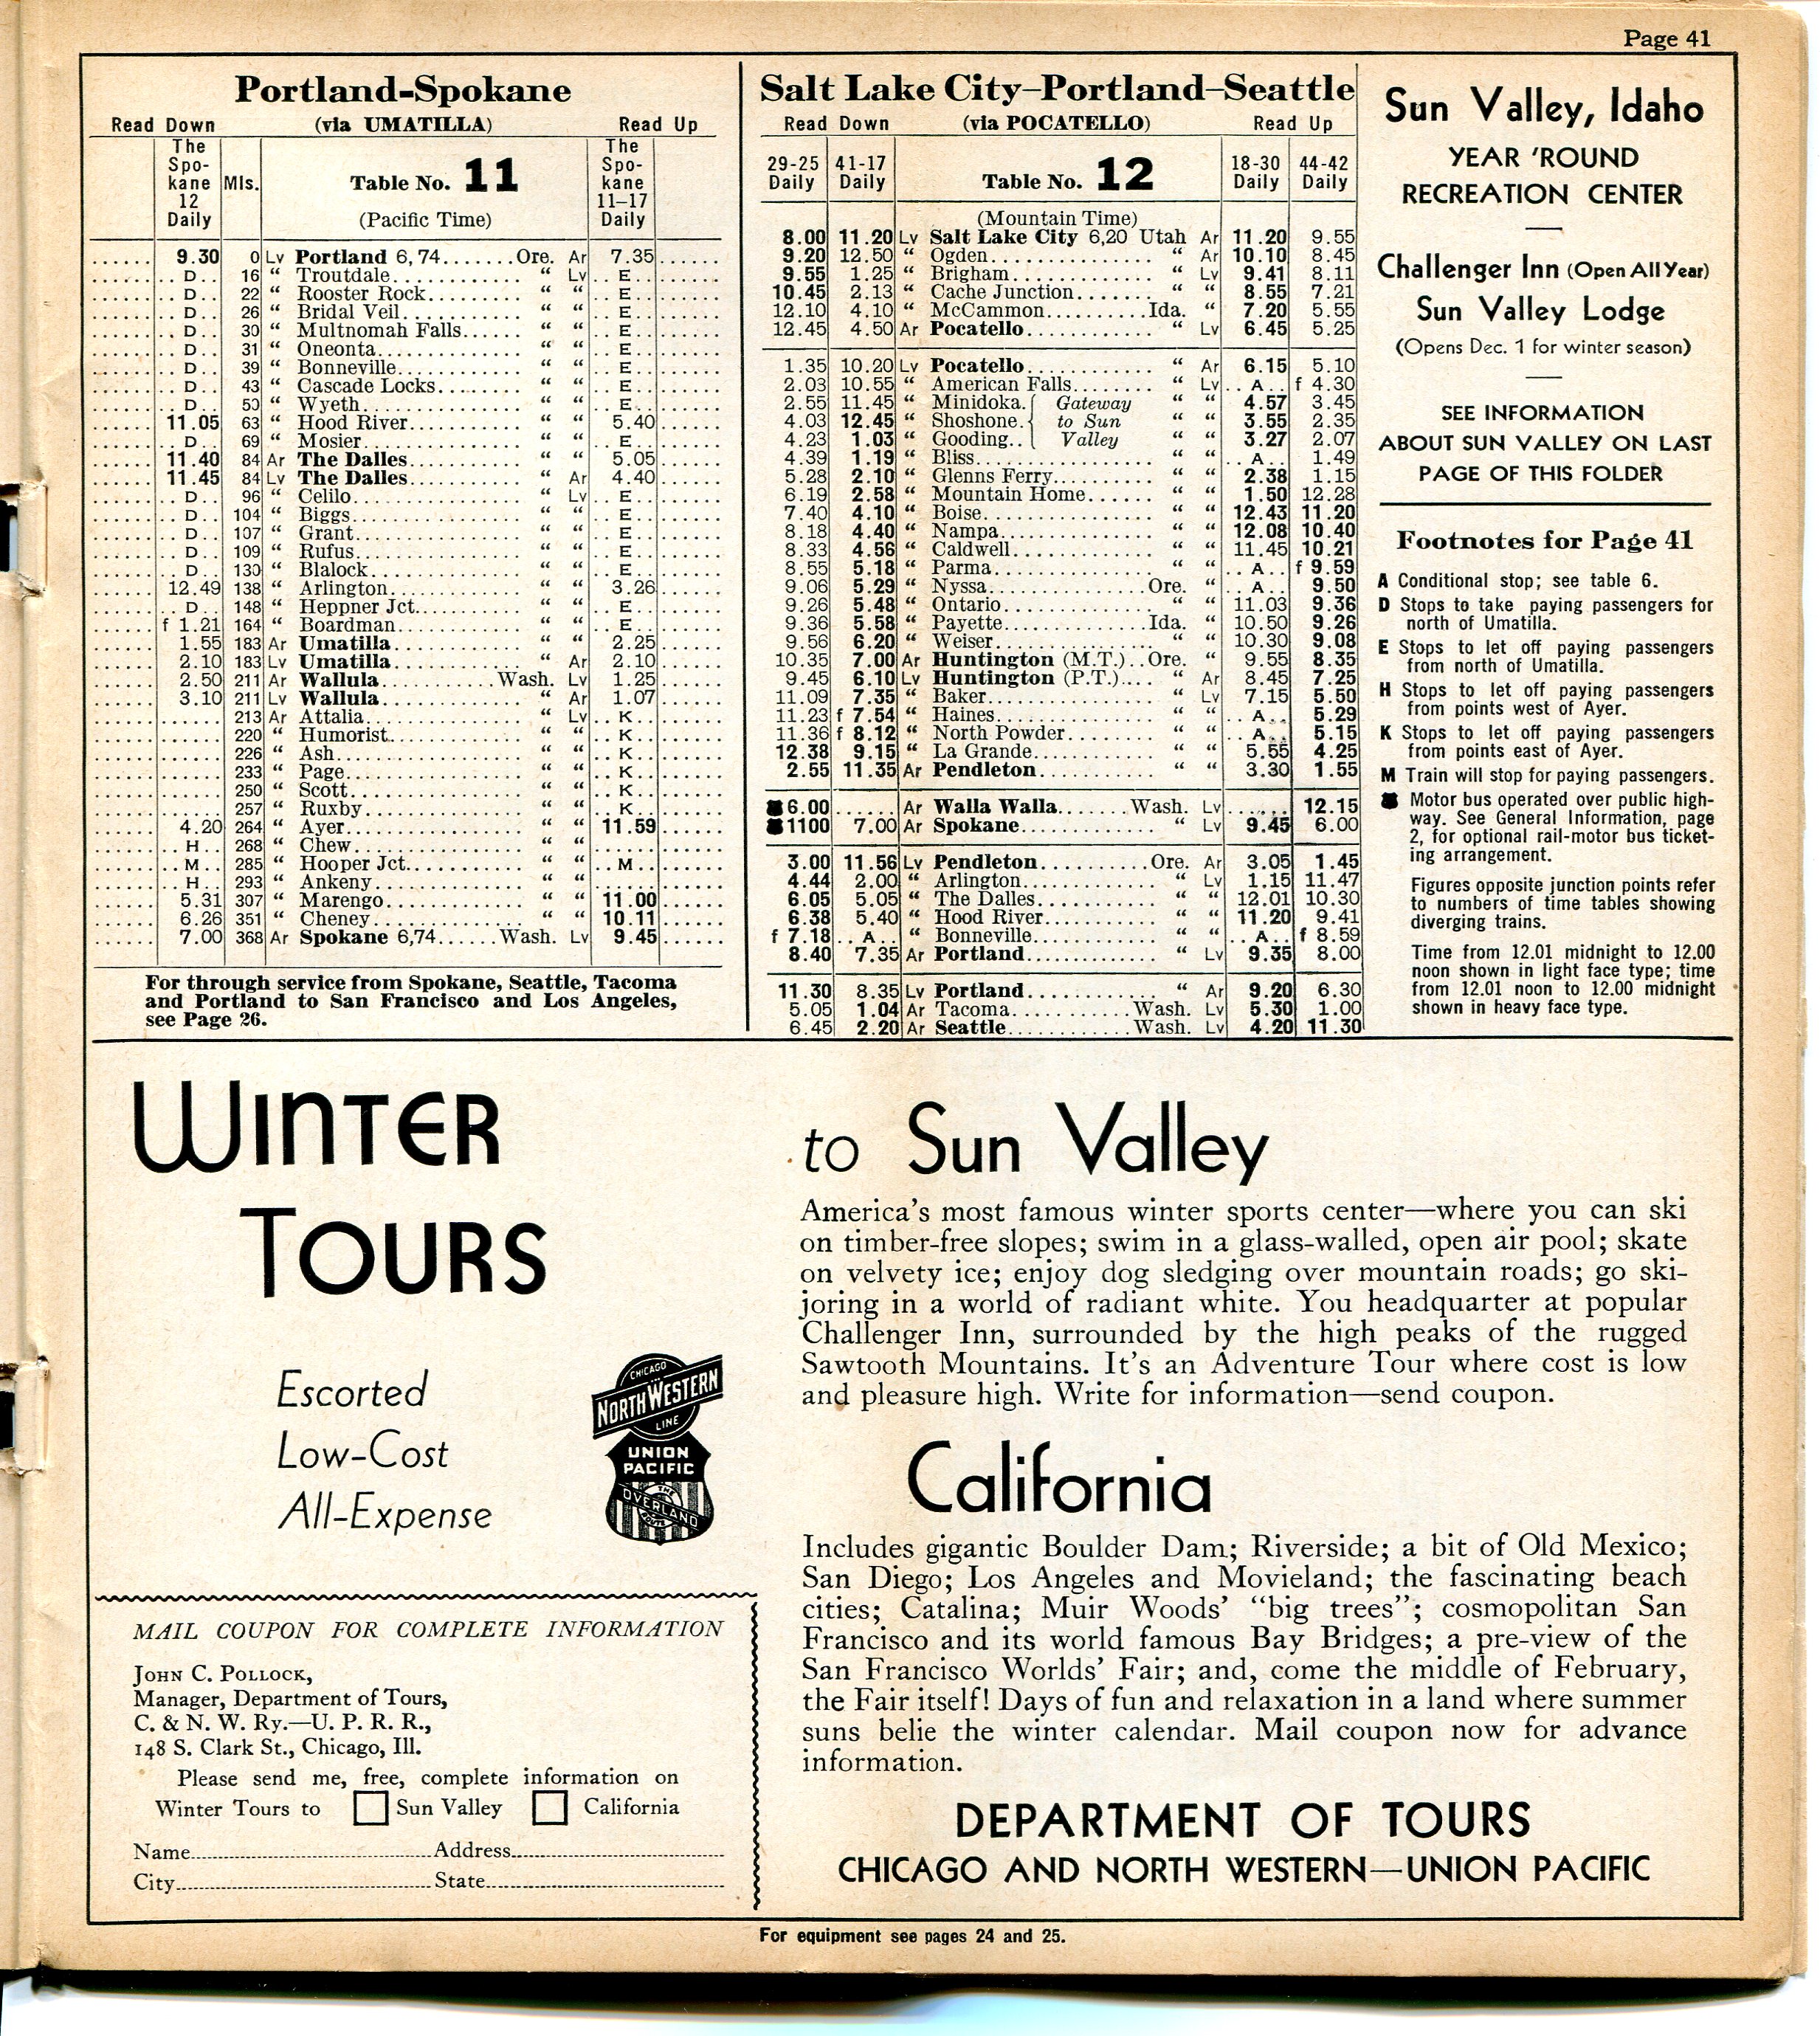 Page 41
Portland-Spokane
Read Down (via UMATILLA) Read Up
The Spo-kane 12 Daily Mls. Table No. 11 (Pacific Time) The Spo-kane 11–17 Daily
9.30 0 Lv Portland 6,74.......Ore. Ar 7.35
D 16 “ Troutdale “ Lv E
D 22 “ Rooster Rock “ “ E
D 26 “ Bridal Veil “ “ E
D 30 “ Multnomah Falls “ “ E
D 31 “ Oneonta “ “ E
D 39 “ Bonneville “ “ E
D 43 “ Cascade Locks “ “ E
D 50 “ Wyeth “ “ E
11.05 63 “ Hood River “ “ 5.40
D 69 “ Mosier “ “ E
11.40 84 Ar The Dalles “ “ 5.05
11.45 84 Lv The Dalles “ Ar 4.40
D 96 “ Celilo “ Lv E
D 104 “ Biggs “ “ E
D 107 “ Grant “ “ E
D 109 “ Rufus “ “ E
D 130 “ Blalock “ “ E
12.49 138 “ Arlington “ “ 3.26
D 148 “ Heppner Jct. “ “ E
f 1.21 164 “ Boardman “ “ E
1.55 183 Ar Umatilla “ “ 2.25
2.10 183 Lv Umatilla “ Ar 2.10
2.50 211 Ar Wallula Wash. Lv 1.25
3.10 211 Lv Wallula “ Ar 1.07
213 Ar Attalia “ Lv K
220 “ Humorist “ “ K
226 “ Ash “ “ K
233 “ Page “ “ K
250 “ Scott “ “ K
257 “ Ruxby “ “ K
4.20 264 “ Ayer “ “ 11.59
H 268 “ Chew “ “
M 285 “ Hooper Jct. “ “ M
H 293 “ Ankeny “ “
5.31 307 “ Marengo “ “ 11.00
6.26 351 “ Cheney “ “ 10.11
7.00 368 Ar Spokane 6,74......Wash. Lv 9.45
For through service from Spokane, Seattle, Tacoma
and Portland to San Francisco and Los Angeles,
see Page 26.
Salt Lake City–Portland–Seattle
Read Down (via POCATELLO) Read Up
29-25 Daily 41-17 Daily Table No. 12 18-30 Daily 44-42 Daily
(Mountain Time)
8.00 11.20 Lv Salt Lake City 6,20 Utah Ar 11.20 9.55
9.20 12.50 “ Ogden “ Ar 10.10 8.45
9.55 1.25 “ Brigham “ Lv 9.41 8.11
10.45 2.13 “ Cache Junction “ “ 8.55 7.21
12.10 4.10 “ McCammon Ida. “ 7.20 5.55
12.45 4.50 Ar Pocatello “ Lv 6.45 5.25
1.35 10.20 Lv Pocatello “ Ar 6.15 5.10
2.03 10.55 “ American Falls “ Lv A f 4.30
2.55 11.45 “ Minidoka { Gateway “ “ 4.57 3.45
4.03 12.45 “ Shoshone to Sun “ “ 3.55 2.35
4.23 1.03 “ Gooding Valley “ “ 3.27 2.07
4.39 1.19 “ Bliss “ “ A 1.49
5.28 2.10 “ Glenns Ferry “ “ 2.38 1.15
6.19 2.58 “ Mountain Home “ “ 1.50 12.28
7.40 4.10 “ Boise “ “ 12.43 11.20
8.18 4.40 “ Nampa “ “ 12.08 10.40
8.33 4.56 “ Caldwell “ “ 11.45 10.21
8.55 5.18 “ Parma “ “ A f 9.59
9.06 5.29 “ Nyssa Ore. “ A 9.50
9.26 5.48 “ Ontario “ “ 11.03 9.36
9.36 5.58 “ Payette Ida. “ 10.50 9.26
9.56 6.20 “ Weiser “ “ 10.30 9.08
10.35 7.00 Ar Huntington (M.T.)..Ore. “ 9.55 8.35
9.45 6.10 Lv Huntington (P.T.).... “ Ar 8.45 7.25
11.09 7.35 “ Baker “ Lv 7.15 5.50
11.23 f 7.54 “ Haines “ “ A 5.29
11.36 f 8.12 “ North Powder “ “ A 5.15
12.38 9.15 “ La Grande “ “ 5.55 4.25
2.55 11.35 Ar Pendleton “ “ 3.30 1.55
6.00 Ar Walla Walla Wash. Lv 12.15
1100 7.00 Ar Spokane “ Lv 9.45 6.00
3.00 11.56 Lv Pendleton Ore. Ar 3.05 1.45
4.44 2.00 “ Arlington “ Lv 1.15 11.47
6.05 5.05 “ The Dalles “ “ 12.01 10.30
6.38 5.40 “ Hood River “ “ 11.20 9.41
f 7.18 A “ Bonneville “ “ A f 8.59
8.40 7.35 Ar Portland “ Lv 9.35 8.00
11.30 8.35 Lv Portland “ Ar 9.20 6.30
5.05 1.04 Ar Tacoma Wash. Lv 5.30 1.00
6.45 2.20 Ar Seattle Wash. Lv 4.20 11.30
Sun Valley, Idaho
YEAR ’ROUND
RECREATION CENTER
Challenger Inn (Open All Year)
Sun Valley Lodge
(Opens Dec. 1 for winter season)
SEE INFORMATION
ABOUT SUN VALLEY ON LAST
PAGE OF THIS FOLDER
Footnotes for Page 41
A Conditional stop; see table 6.
D Stops to take paying passengers for
north of Umatilla.
E Stops to let off paying passengers
from north of Umatilla.
H Stops to let off paying passengers
from points west of Ayer.
K Stops to let off paying passengers
from points east of Ayer.
M Train will stop for paying passengers.
Motor bus operated over public high-
way. See General Information, page
2, for optional rail-motor bus ticket-
ing arrangement.
Figures opposite junction points refer
to numbers of time tables showing
diverging trains.
Time from 12.01 midnight to 12.00
noon shown in light face type; time
from 12.01 noon to 12.00 midnight
shown in heavy face type.
WINTER
TOURS
Escorted
Low-Cost
All-Expense
CHICAGO
NORTH WESTERN
LINE
UNION
PACIFIC
THE
OVERLAND
ROUTE
MAIL COUPON FOR COMPLETE INFORMATION
JOHN C. POLLOCK,
Manager, Department of Tours,
C. & N. W. Ry.—U. P. R. R.,
148 S. Clark St., Chicago, Ill.
Please send me, free, complete information on
Winter Tours to Sun Valley California
Name Address
City State
to Sun Valley
America’s most famous winter sports center—where you can ski
on timber-free slopes; swim in a glass-walled, open air pool; skate
on velvety ice; enjoy dog sledging over mountain roads; go ski-
joring in a world of radiant white. You headquarter at popular
Challenger Inn, surrounded by the high peaks of the rugged
Sawtooth Mountains. It’s an Adventure Tour where cost is low
and pleasure high. Write for information—send coupon.
California
Includes gigantic Boulder Dam; Riverside; a bit of Old Mexico;
San Diego; Los Angeles and Movieland; the fascinating beach
cities; Catalina; Muir Woods’ “big trees”; cosmopolitan San
Francisco and its world famous Bay Bridges; a pre-view of the
San Francisco Worlds’ Fair; and, come the middle of February,
the Fair itself! Days of fun and relaxation in a land where summer
suns belie the winter calendar. Mail coupon now for advance
information.
DEPARTMENT OF TOURS
CHICAGO AND NORTH WESTERN—UNION PACIFIC
For equipment see pages 24 and 25.